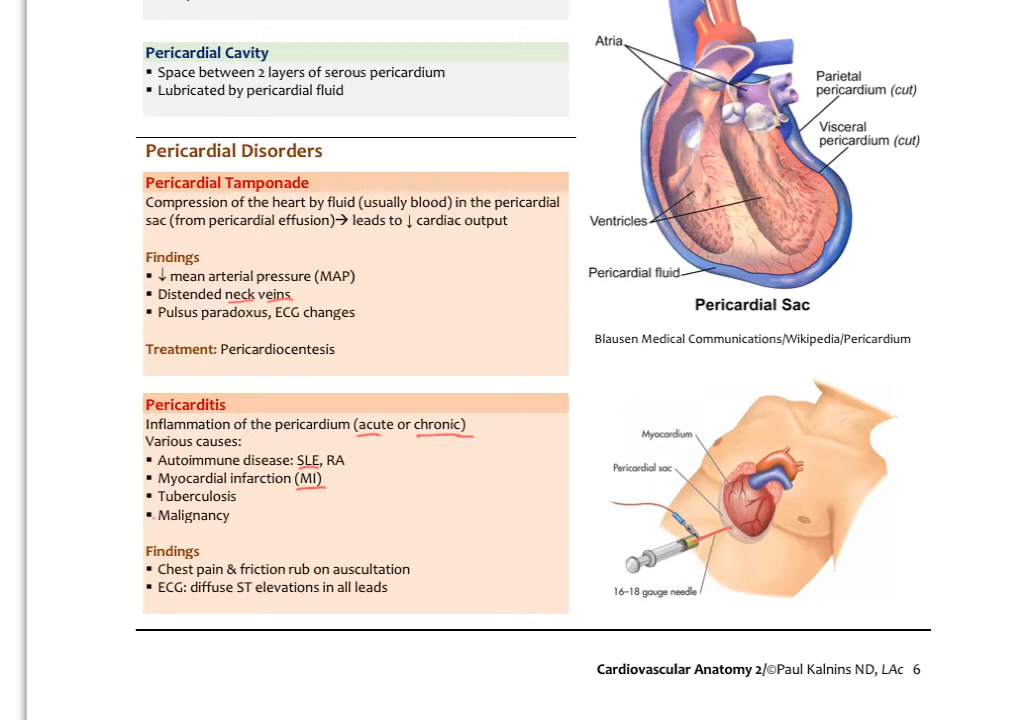 Pericardial Cavity
▪ Space between 2 layers of serous pericardium
▪ Lubricated by pericardial fluid
Pericardial Disorders
Pericardial Tamponade
Compression of the heart by fluid (usually blood) in the pericardial
sac (from pericardial effusion)→ leads to ↓ cardiac output
Findings
▪ ↓ mean arterial pressure (MAP)
▪ Distended neck veins
▪ Pulsus paradoxus, ECG changes
Treatment: Pericardiocentesis
Pericarditis
Inflammation of the pericardium (acute or chronic)
Various causes:
▪ Autoimmune disease: SLE, RA
▪ Myocardial infarction (MI)
▪ Tuberculosis
▪ Malignancy
Findings
▪ Chest pain & friction rub on auscultation
▪ ECG: diffuse ST elevations in all leads
Atria
Parietal
pericardium (cut)
Visceral
pericardium (cut)
Ventricles
Pericardial fluid
Pericardial Sac
Blausen Medical Communications/Wikipedia/Pericardium
Myocardium
Pericardial sac
16–18 gauge needle
Cardiovascular Anatomy 2/©Paul Kalnins ND, LAc 6